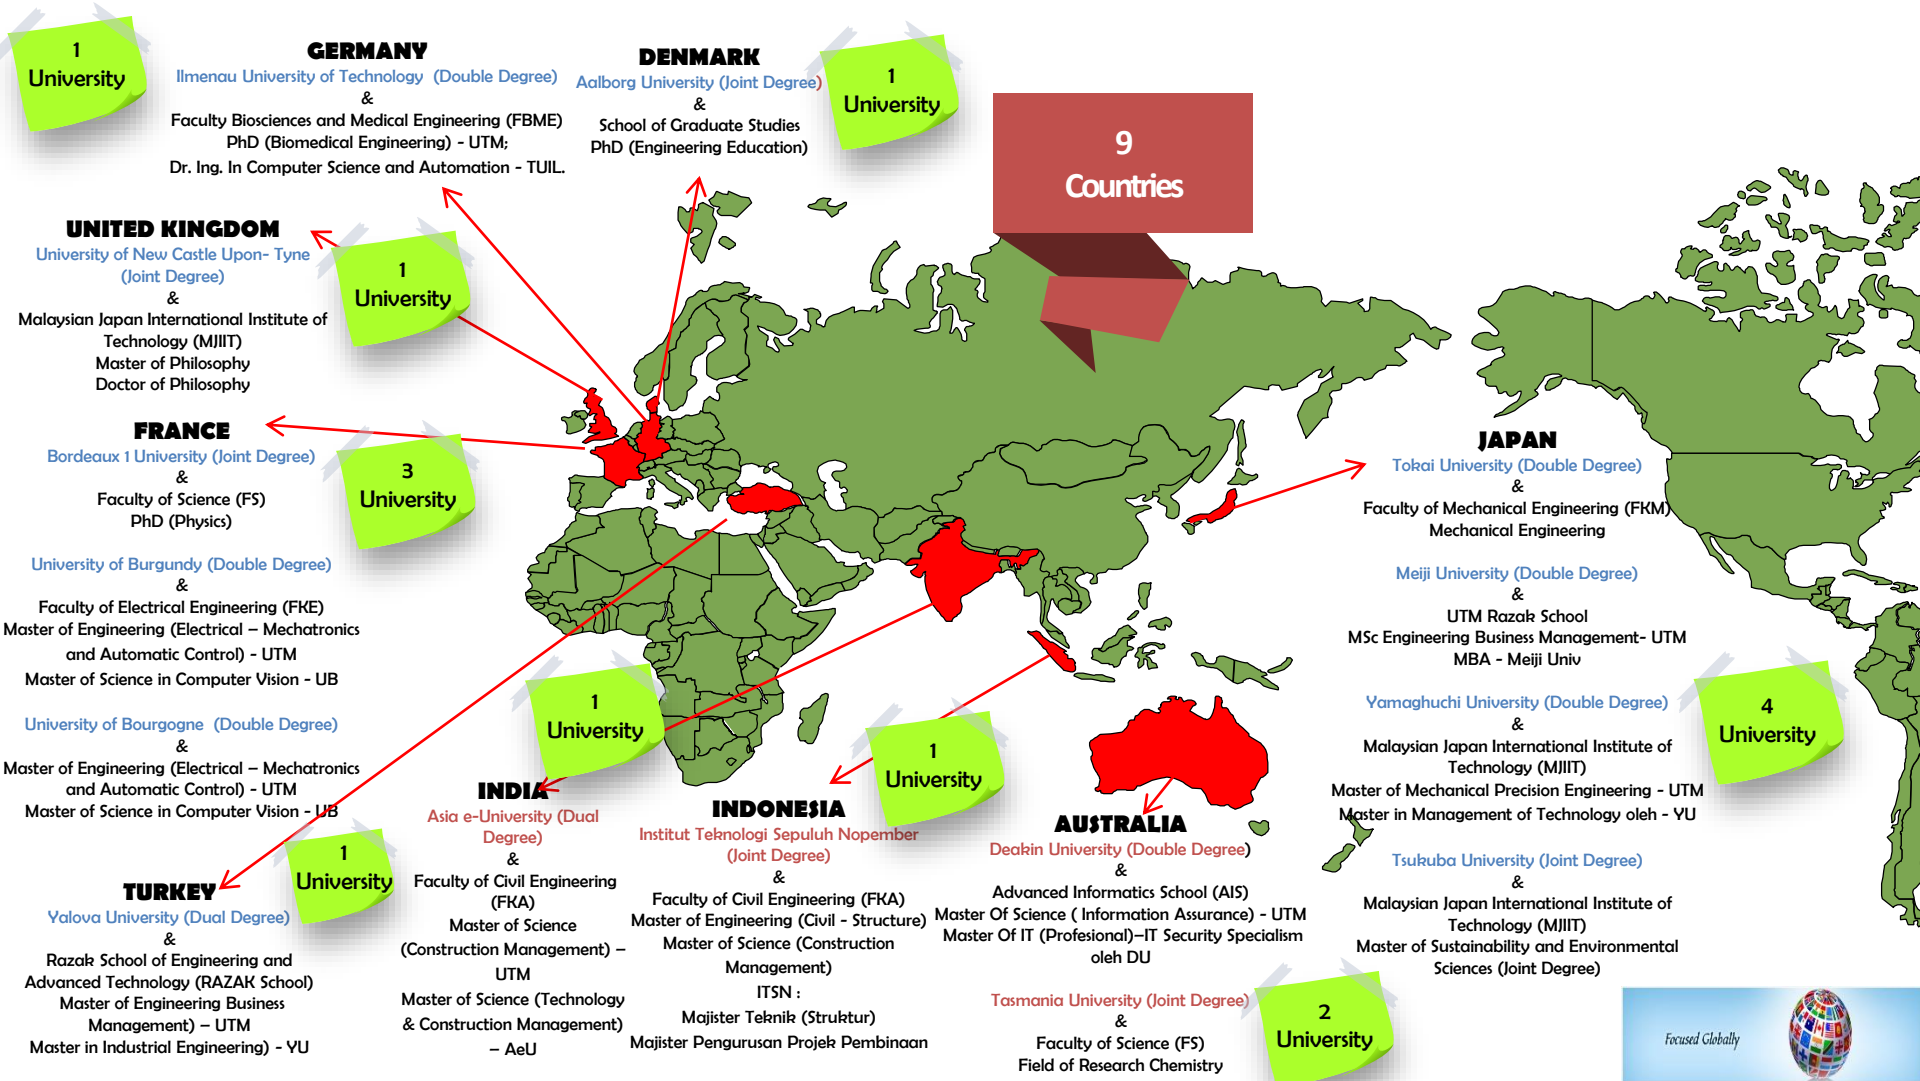 1
University
GERMANY
Ilmenau University of Technology  (Double Degree)
&
Faculty Biosciences and Medical Engineering (FBME)
PhD (Biomedical Engineering) - UTM;
Dr. Ing. In Computer Science and Automation - TUIL.
DENMARK
Aalborg University (Joint Degree)
&
School of Graduate Studies
PhD (Engineering Education)
1
University
9
Countries
UNITED KINGDOM
University of New Castle Upon- Tyne
(Joint Degree)
&
Malaysian Japan International Institute of
Technology (MJIIT)
Master of Philosophy
Doctor of Philosophy
1
University
FRANCE
Bordeaux 1 University (Joint Degree)
&
Faculty of Science (FS)
PhD (Physics)
University of Burgundy (Double Degree)
&
Faculty of Electrical Engineering (FKE)
Master of Engineering (Electrical – Mechatronics
and Automatic Control) - UTM
Master of Science in Computer Vision - UB
University of Bourgogne  (Double Degree)
&
Master of Engineering (Electrical – Mechatronics
and Automatic Control) - UTM
Master of Science in Computer Vision - UB
3
University
TURKEY
Yalova University (Dual Degree)
&
Razak School of Engineering and
Advanced Technology (RAZAK School)
Master of Engineering Business
Management) – UTM
Master in Industrial Engineering) - YU
1
University
INDIA
Asia e-University (Dual
Degree)
&
Faculty of Civil Engineering
(FKA)
Master of Science
(Construction Management) –
UTM
Master of Science (Technology
& Construction Management)
– AeU
1
University
INDONESIA
Institut Teknologi Sepuluh Nopember
(Joint Degree)
&
Faculty of Civil Engineering (FKA)
Master of Engineering (Civil - Structure)
Master of Science (Construction
Management)
ITSN :
Majister Teknik (Struktur)
Majister Pengurusan Projek Pembinaan
1
University
AUSTRALIA
Deakin University (Double Degree)
&
Advanced Informatics School (AIS)
Master Of Science ( Information Assurance) - UTM
Master Of IT (Profesional)–IT Security Specialism
oleh DU
Tasmania University (Joint Degree)
&
Faculty of Science (FS)
Field of Research Chemistry
2
University
JAPAN
Tokai University (Double Degree)
&
Faculty of Mechanical Engineering (FKM)
Mechanical Engineering
Meiji University (Double Degree)
&
UTM Razak School
MSc Engineering Business Management- UTM
MBA - Meiji Univ
Yamaghuchi University (Double Degree)
&
Malaysian Japan International Institute of
Technology (MJIIT)
Master of Mechanical Precision Engineering - UTM
Master in Management of Technology oleh - YU
Tsukuba University (Joint Degree)
&
Malaysian Japan International Institute of
Technology (MJIIT)
Master of Sustainability and Environmental
Sciences (Joint Degree)
4
University
Focused Globally